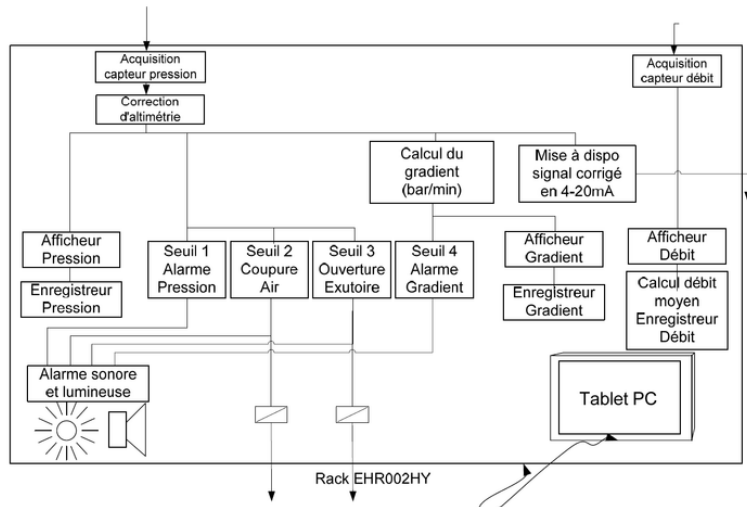 Acquisition
capteur pression
Acquisition
capteur débit
Correction
d'altimétrie
Calcul du
gradient
(bar/min)
Mise à dispo
signal corrigé
en 4-20mA
Afficheur
Pression
Enregistreur
Pression
Seuil 1
Alarme
Pression
Seuil 2
Coupure
Air
Seuil 3
Ouverture
Exutoire
Seuil 4
Alarme
Gradient
Afficheur
Gradient
Enregistreur
Gradient
Afficheur
Débit
Calcul débit
moyen
Enregistreur
Débit
Alarme sonore
et lumineuse
Tablet PC
Rack EHR002HY